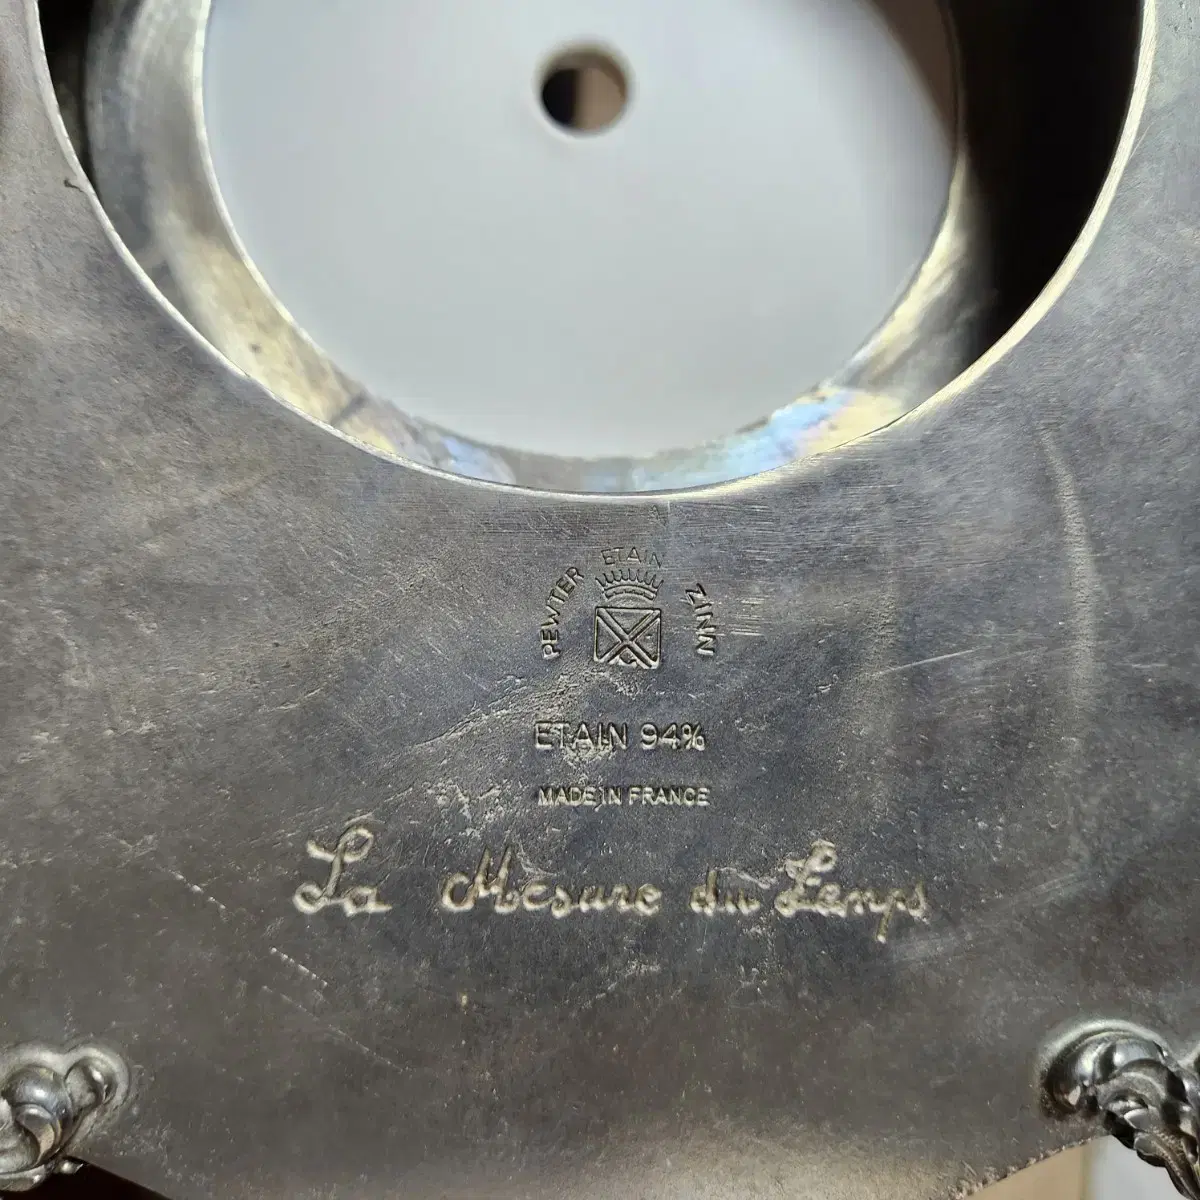 PEWTER ETAIN ZINN
ETAIN 94%
MADE IN FRANCE
La Mesure du Temps